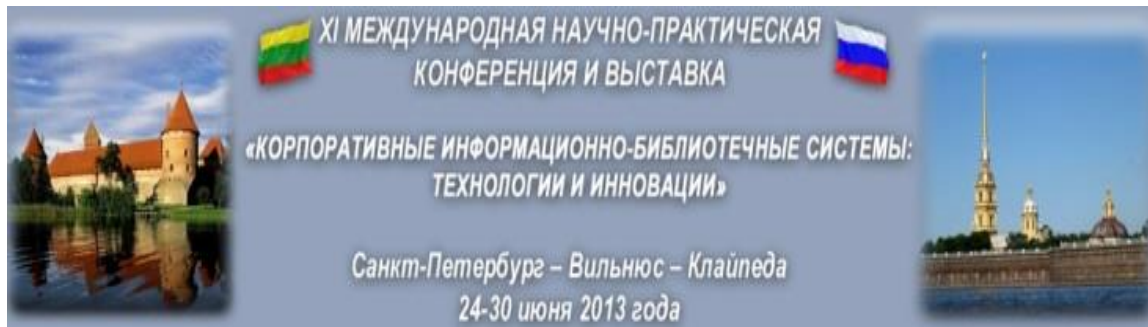 XI МЕЖДУНАРОДНАЯ НАУЧНО-ПРАКТИЧЕСКАЯ
КОНФЕРЕНЦИЯ И ВЫСТАВКА
«КОРПОРАТИВНЫЕ ИНФОРМАЦИОННО-БИБЛИОТЕЧНЫЕ СИСТЕМЫ:
ТЕХНОЛОГИИ И ИННОВАЦИИ»
Санкт-Петербург – Вильнюс – Клайпеда
24-30 июня 2013 года